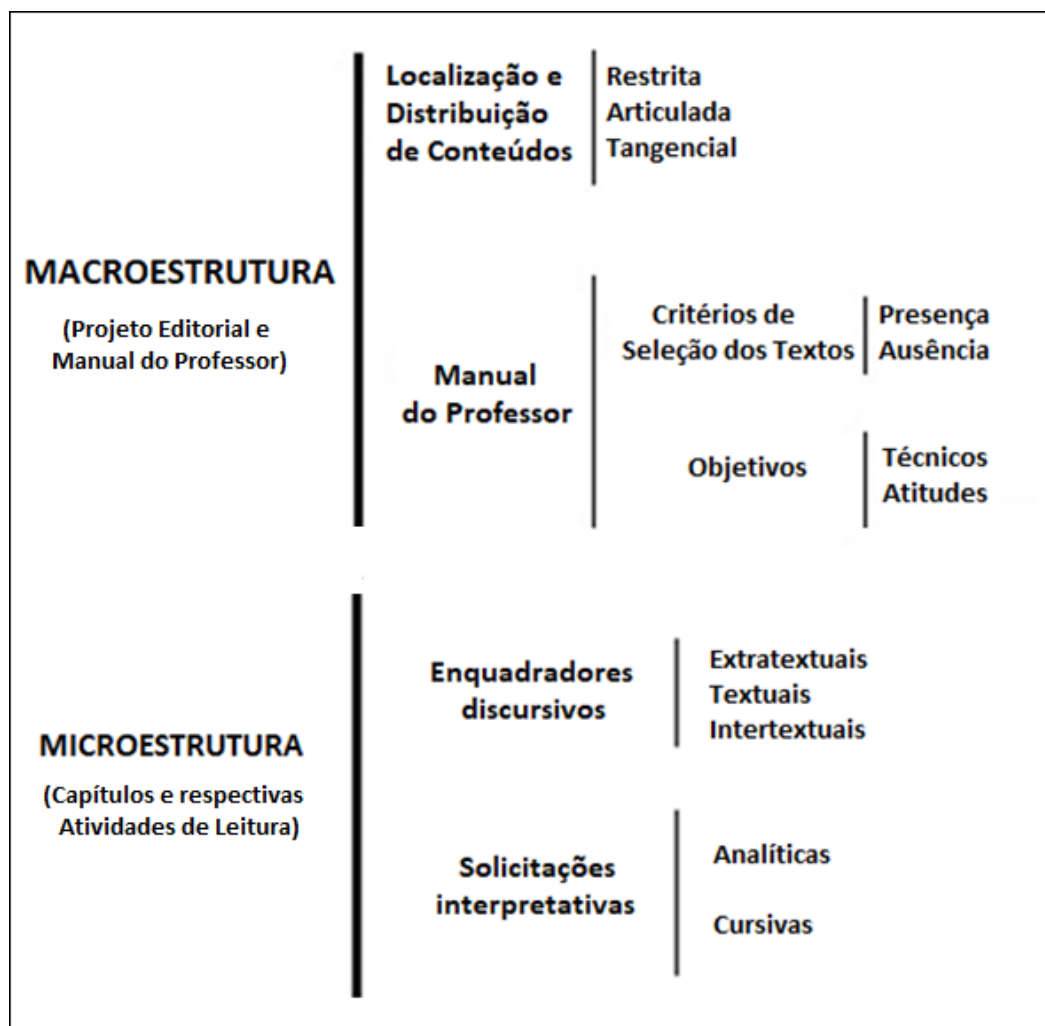 MACROESTRUTURA
(Projeto Editorial e
Manual do Professor)
Localização e
Distribuição
de Conteúdos
Restrita
Articulada
Tangencial
Manual
do Professor
Critérios de
Seleção dos Textos
Presença
Ausência
Objetivos
Técnicos
Atitudes
MICROESTRUTURA
(Capítulos e respectivas
Atividades de Leitura)
Enquadradores
discursivos
Extratextuais
Textuais
Intertextuais
Solicitações
interpretativas
Analíticas
Cursivas